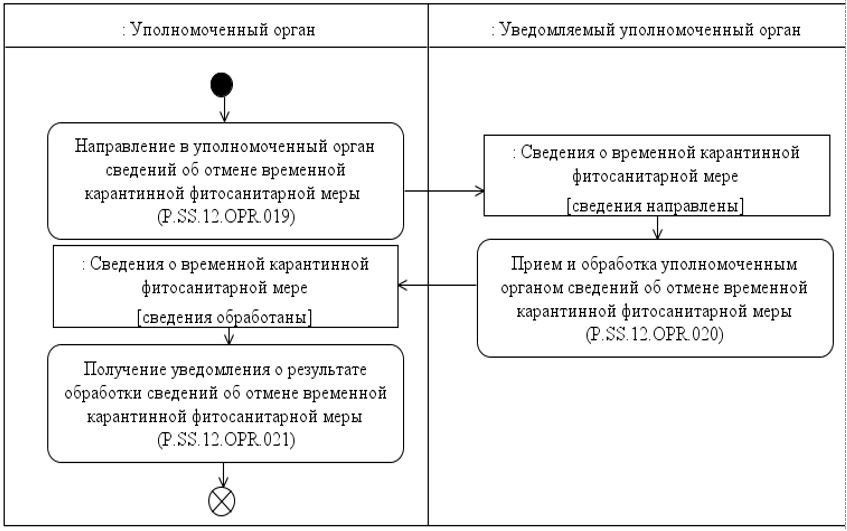 : Уполномоченный орган
: Уведомляемый уполномоченный орган
Направление в уполномоченный орган
сведений об отмене временной
карантинной фитосанитарной меры
(P.SS.12.OPR.019)
: Сведения о временной карантинной
фитосанитарной мере
[сведения направлены]
Прием и обработка уполномоченным
органом сведений об отмене временной
карантинной фитосанитарной меры
(P.SS.12.OPR.020)
: Сведения о временной карантинной
фитосанитарной мере
[сведения обработаны]
Получение уведомления о результате
обработки сведений об отмене временной
карантинной фитосанитарной меры
(P.SS.12.OPR.021)